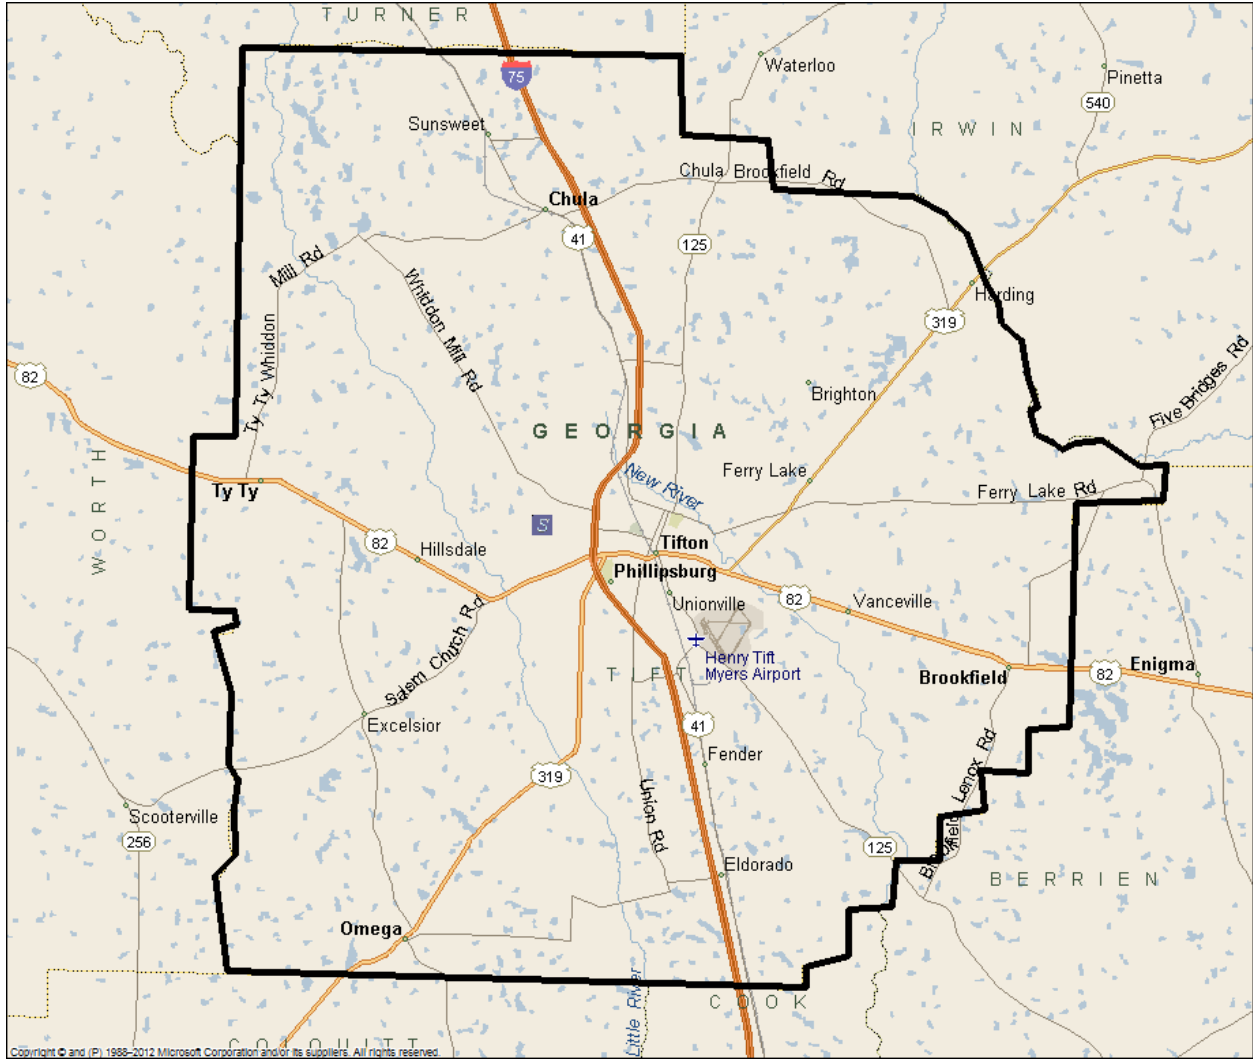 TURNER
Waterloo
Pinetta
75
540
Sunsweet
IRWIN
Chula Brookfield Rd
Chula
41
125
Mill Rd
Whiddon Mill Rd
Harding
319
82
Ty Ty Whiddon
Brighton
Five Bridges Rd
GEORGIA
WORTH
New River
Ferry Lake
Ty Ty
Ferry Lake Rd
S
82
Hillsdale
Tifton
Phillipsburg
Unionville
82
Vanceville
Salem Church Rd
Henry Tift
Myers Airport
TIFT
Brookfield
82
Enigma
Excelsior
41
Fender
319
Brookfield Lenox Rd
Union Rd
Scooterville
256
125
Eldorado
BERRIEN
Omega
Little River
COOK
COLQUITT
Copyright © and (P) 1988–2012 Microsoft Corporation and/or its suppliers. All rights reserved.